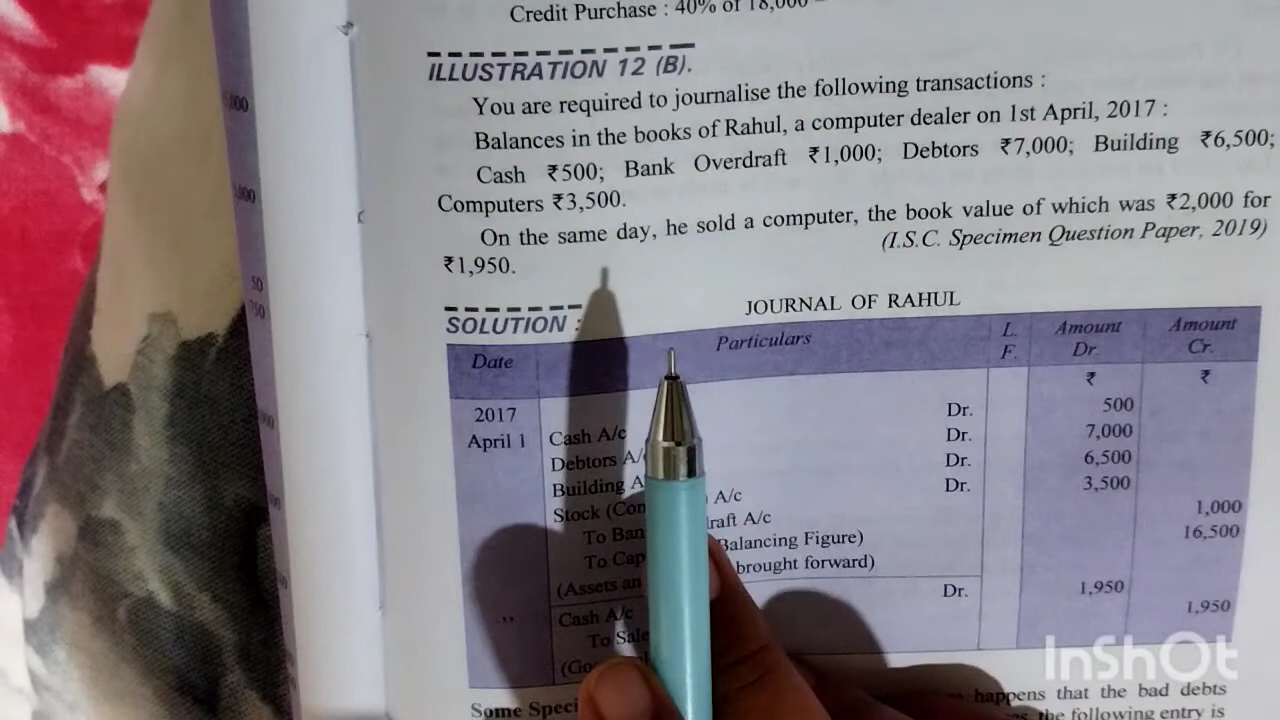 Credit Purchase : 40% of 18,000
ILLUSTRATION 12 (B).
You are required to journalise the following transactions :
Balances in the books of Rahul, a computer dealer on 1st April, 2017 :
Cash ₹500; Bank Overdraft ₹1,000; Debtors ₹7,000; Building ₹6,500;
Computers ₹3,500.
On the same day, he sold a computer, the book value of which was ₹2,000 for
₹1,950. (I.S.C. Specimen Question Paper, 2019)
SOLUTION : JOURNAL OF RAHUL
Date Particulars L. F. Amount Dr. Amount Cr.
₹ ₹
2017 Dr. 500
April 1 Cash A/c Dr. 7,000
Debtors A/ Dr. 6,500
Building A Dr. 3,500
Stock (Com A/c 1,000
To Ban raft A/c 16,500
To Cap Balancing Figure)
(Assets an brought forward)
,, Cash A/c Dr. 1,950
To Sale 1,950
(Go
Some Speci happens that the bad debts
the following entry is
5,000
50
750
InShOt